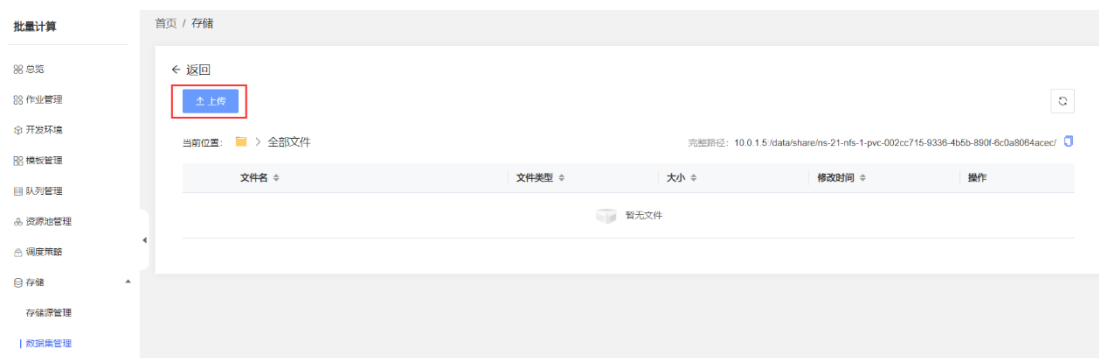 批量计算
首页 / 存储
总览
作业管理
开发环境
模板管理
队列管理
资源池管理
调度策略
存储
存储源管理
数据集管理
返回
上传
当前位置： > 全部文件
完整路径：10.0.1.5:/data/share/ns-21-nfs-1-pvc-002cc715-9336-4b5b-890f-6c0a8064acec/
文件名 文件类型 大小 修改时间 操作
暂无文件